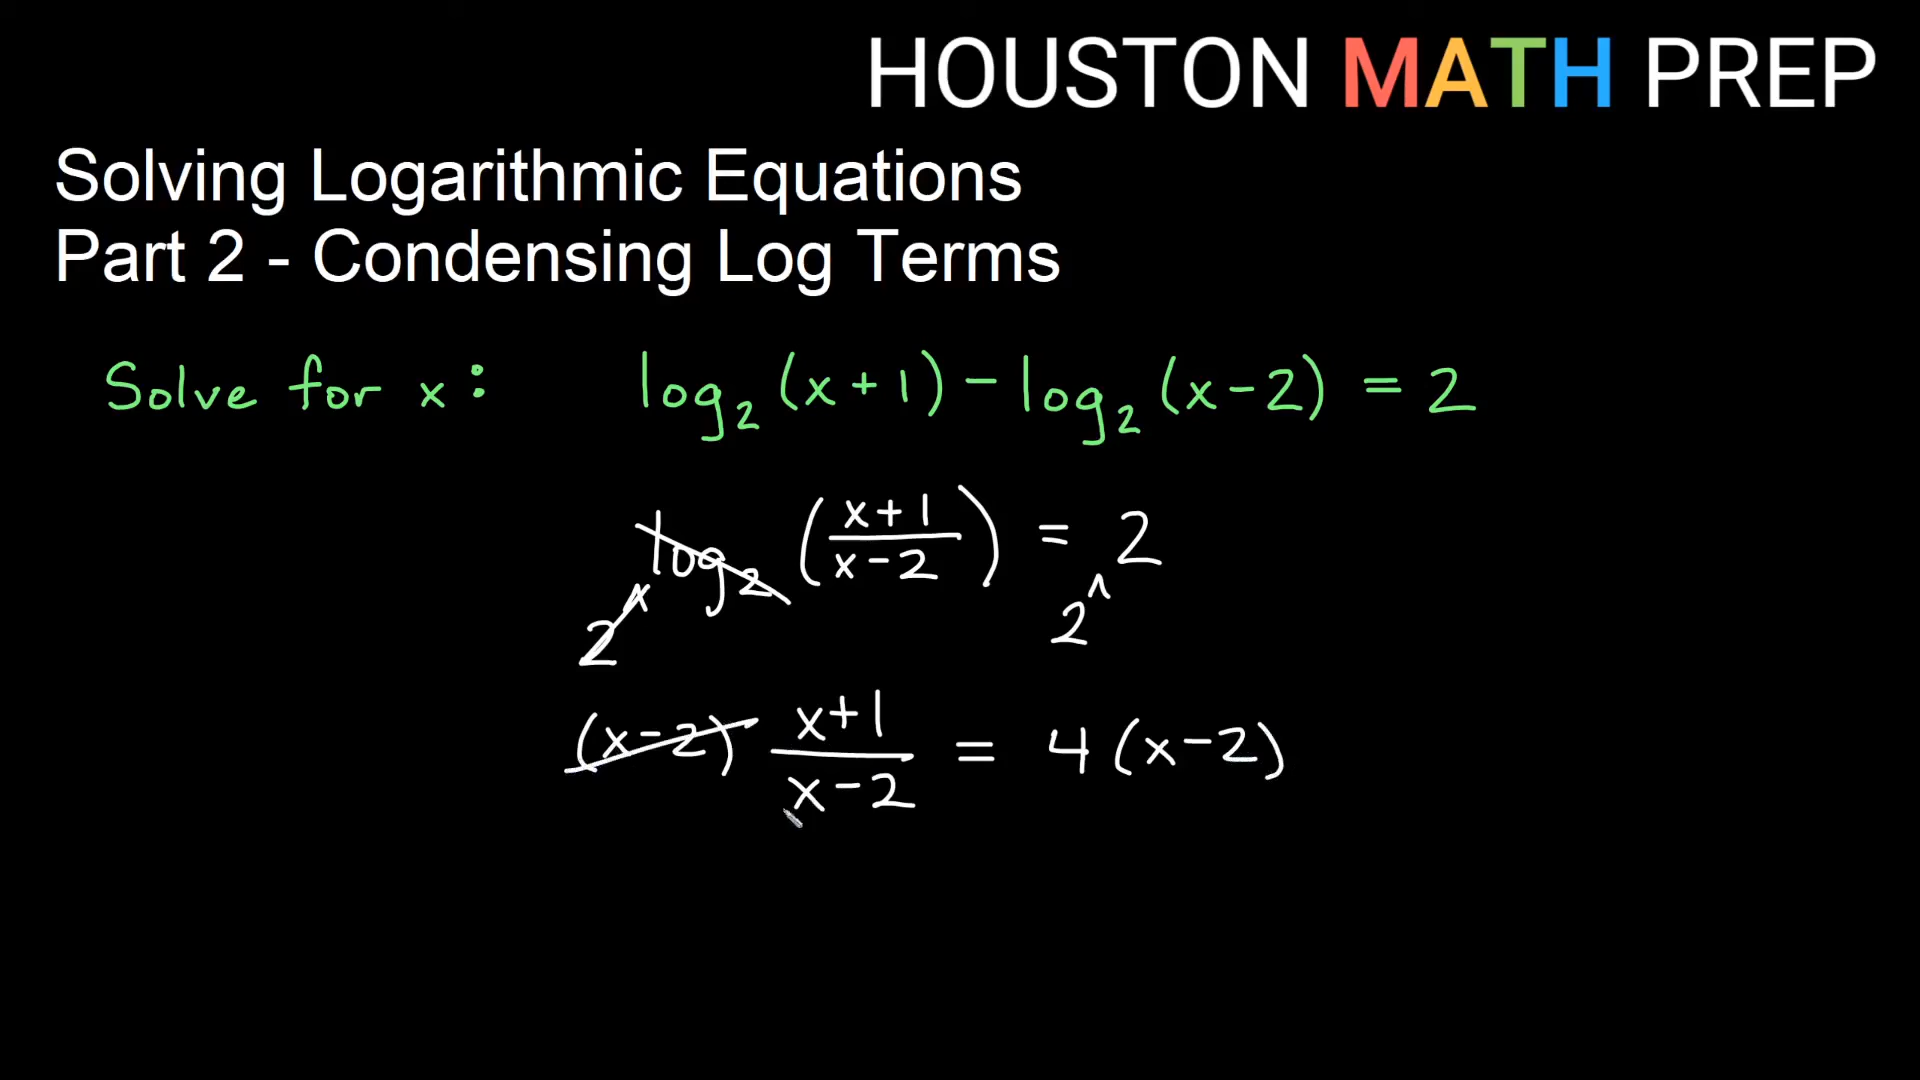 HOUSTON MATH PREP
Solving Logarithmic Equations
Part 2 - Condensing Log Terms
Solve for x: log₂(x+1) - log₂(x-2) = 2
log₂((x+1)/(x-2)) = 2
2^ 2^
(x-2) (x+1)/(x-2) = 4(x-2)